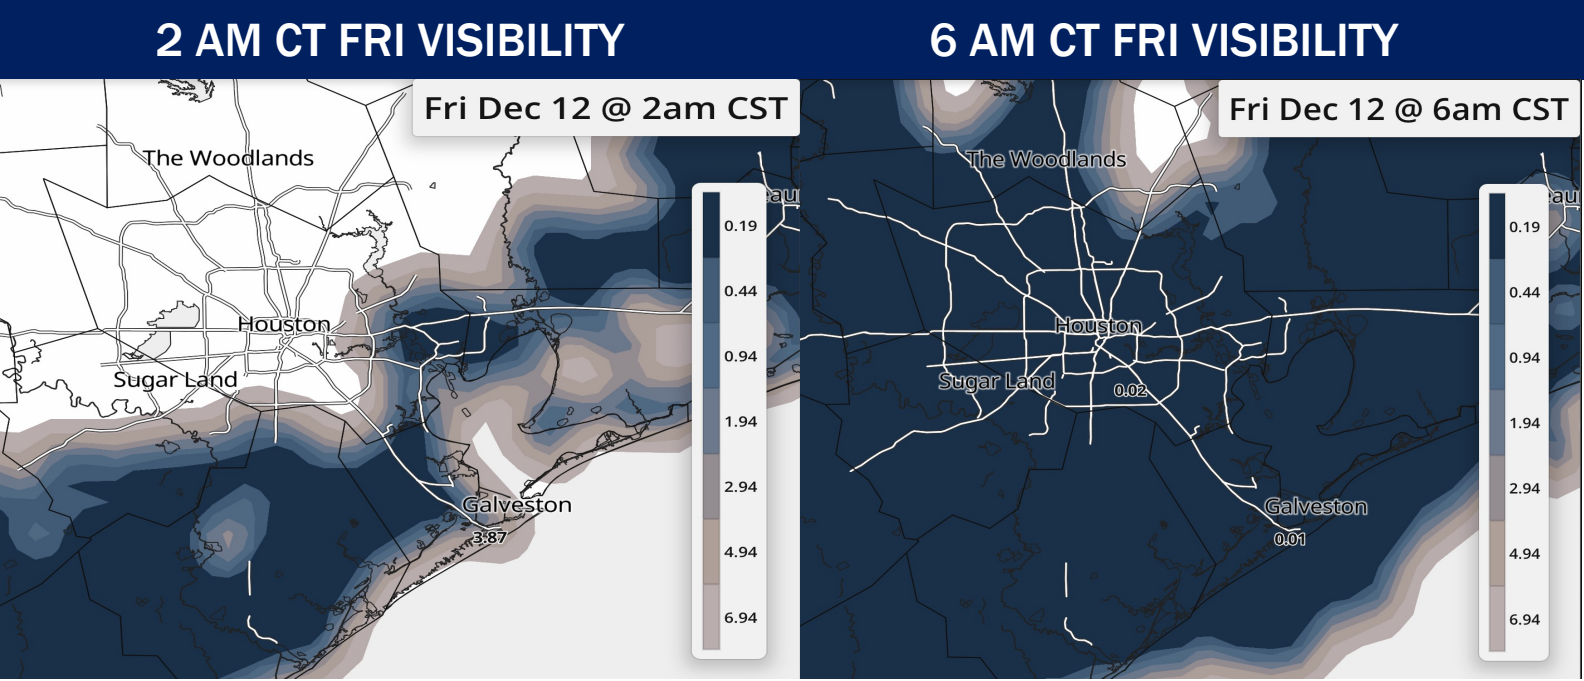 2 AM CT FRI VISIBILITY
Fri Dec 12 @ 2am CST
The Woodlands
eau
0.19
0.44
Houston
0.94
Sugar Land
1.94
2.94
Galveston
3.87
4.94
6.94
6 AM CT FRI VISIBILITY
Fri Dec 12 @ 6am CST
The Woodlands
eau
0.19
0.44
Houston
0.94
Sugar Land
0.02
1.94
2.94
Galveston
0.01
4.94
6.94